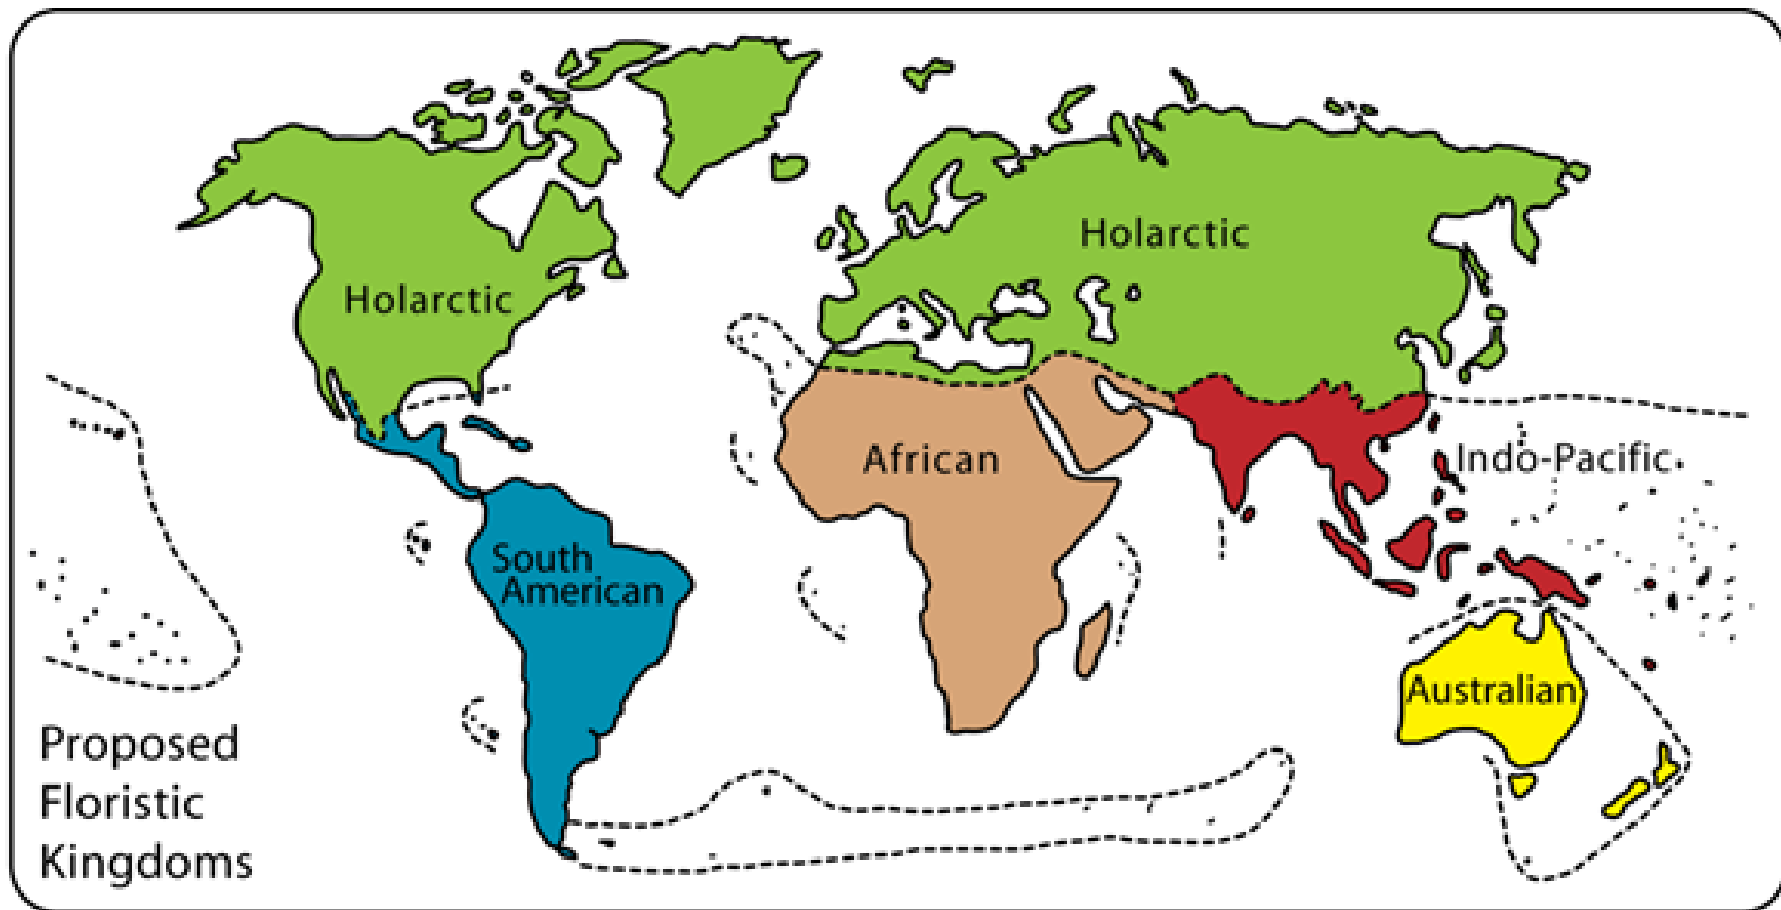 Holarctic
Holarctic
African
Indo-Pacific
South
American
Australian
Proposed
Floristic
Kingdoms